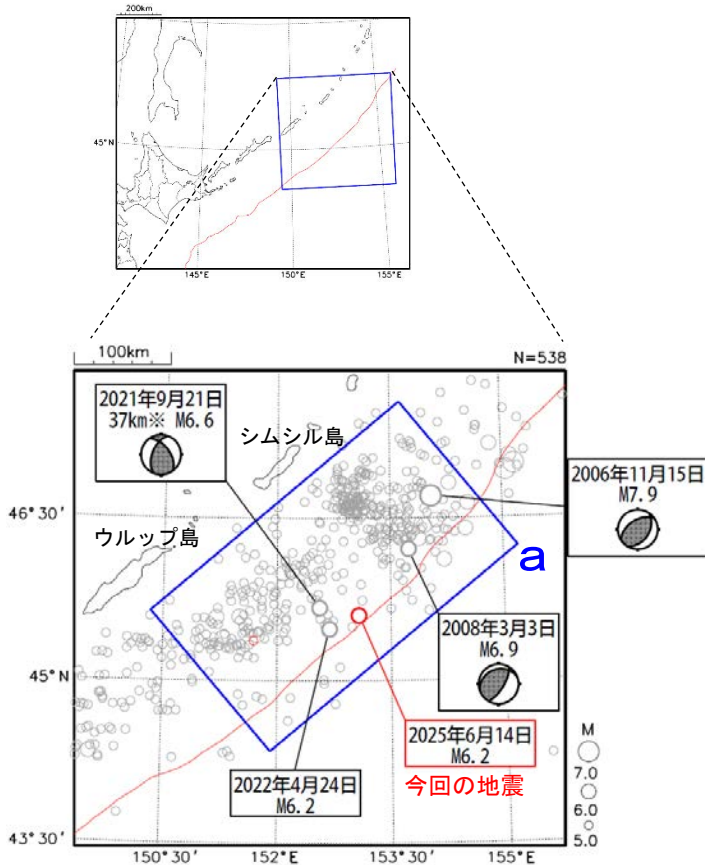 200km
45°N
145°E
150°E
155°E
100km
N=538
2021年9月21日
37km※ M6.6
シムシル島
2006年11月15日
M7.9
46°30′
ウルップ島
a
2008年3月3日
M6.9
45°N
2025年6月14日
M6.2
今回の地震
2022年4月24日
M6.2
M
7.0
6.0
5.0
43°30′
150°30′
152°E
153°30′
155°E